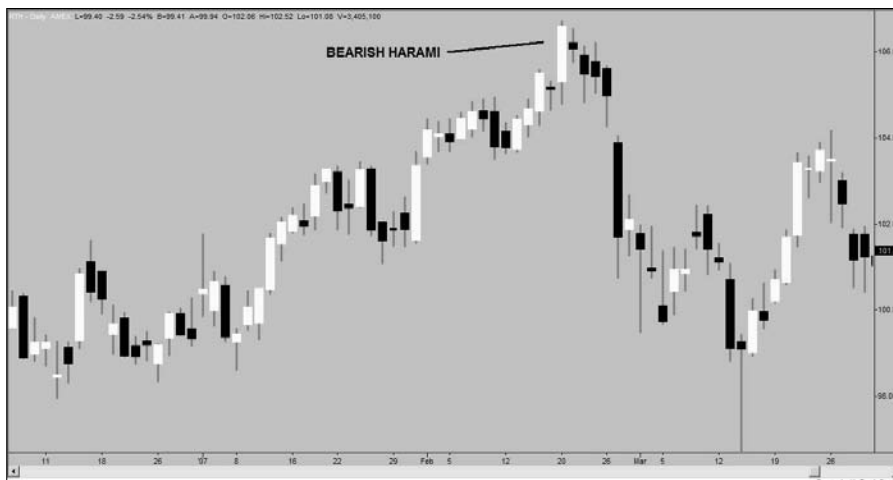 RTH - Daily AMEX L=99.40 -2.59 -2.54% B=99.41 A=99.94 O=102.06 Hi=102.52 Lo=101.08 V=3,405,100
BEARISH HARAMI
106.
104.
102.
101
100.
98.0
11 18 26 '07 8 16 22 29 Feb 5 12 20 26 Mar 5 12 19 26